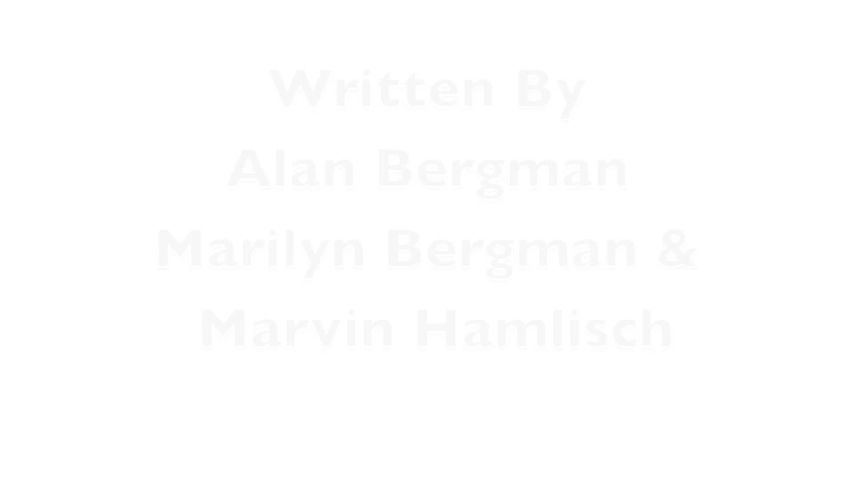 Written By
Alan Bergman
Marilyn Bergman &
Marvin Hamlisch